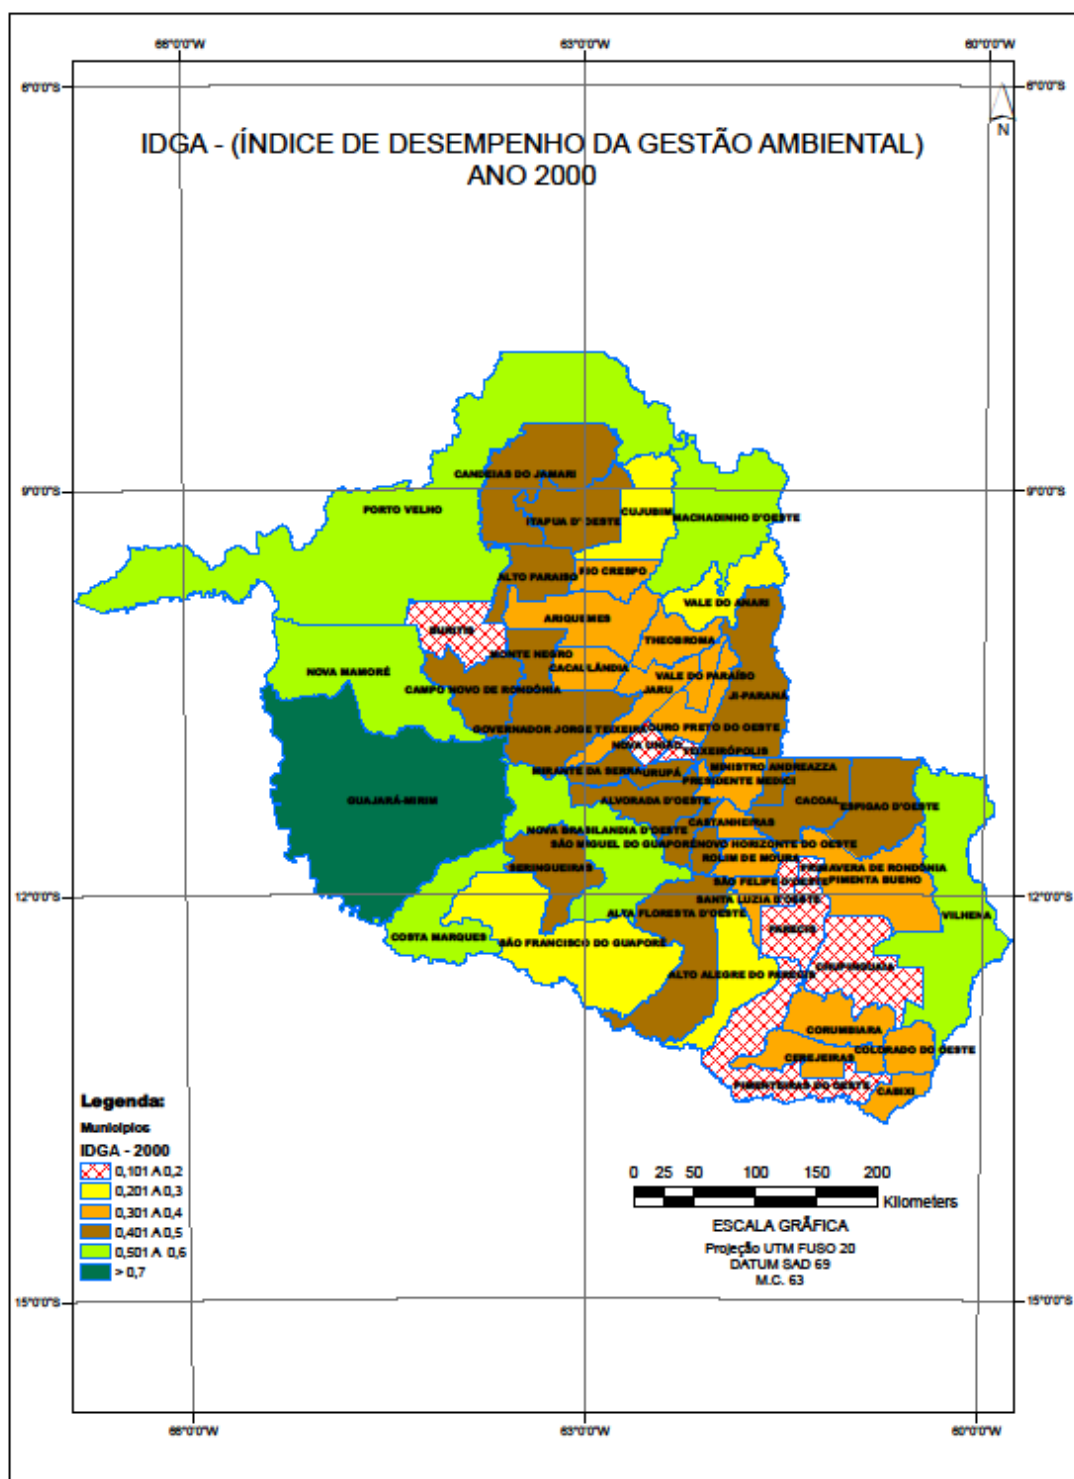 66°0'0"W 63°0'0"W 60°0'0"W
6°0'0"S 6°0'0"S
N
IDGA - (ÍNDICE DE DESEMPENHO DA GESTÃO AMBIENTAL)
ANO 2000
CANDEIAS DO JAMARI
9°0'0"S 9°0'0"S
PORTO VELHO
CUJUBIM
ITAPUA D'OESTE
MACHADINHO D'OESTE
RIO CRESPO
ALTO PARAISO
VALE DO ANARI
ARIQUEMES
BURITIS
THEOBROMA
MONTE NEGRO
CACAULÂNDIA
NOVA MAMORÉ
VALE DO PARAÍSO
CAMPO NOVO DE RONDÔNIA
JARU
JI-PARANÁ
GOVERNADOR JORGE TEIXEIRA
OURO PRETO DO OESTE
NOVA UNIÃO
TEIXEIRÓPOLIS
MINISTRO ANDREAZZA
MIRANTE DA SERRA
URUPÁ
PRESIDENTE MEDICI
GUAJARÁ-MIRIM
ALVORADA D'OESTE
CACOAL
ESPIGAO D'OESTE
CASTANHEIRAS
NOVA BRASILANDIA D'OESTE
SÃO MIGUEL DO GUAPORÉ
NOVO HORIZONTE DO OESTE
ROLIM DE MOURA
SERINGUEIRAS
PRIMAVERA DE RONDÔNIA
SÃO FELIPE D'OESTE
PIMENTA BUENO
12°0'0"S 12°0'0"S
SANTA LUZIA D'OESTE
ALTA FLORESTA D'OESTE
VILHENA
PARECIS
COSTA MARQUES
SÃO FRANCISCO DO GUAPORÉ
CHUPINGUAIA
ALTO ALEGRE DO PARECIS
CORUMBIARA
COLORADO DO OESTE
CEREJEIRAS
PIMENTEIRAS DO OESTE
CABIXI
Legenda:
Municípios
IDGA - 2000
0,101 A 0,2
0,201 A 0,3
0,301 A 0,4
0,401 A 0,5
0,501 A 0,6
> 0,7
0 25 50 100 150 200
Kilometers
ESCALA GRÃFICA
Projeção UTM FUSO 20
DATUM SAD 69
M.C. 63
15°0'0"S 15°0'0"S
66°0'0"W 63°0'0"W 60°0'0"W